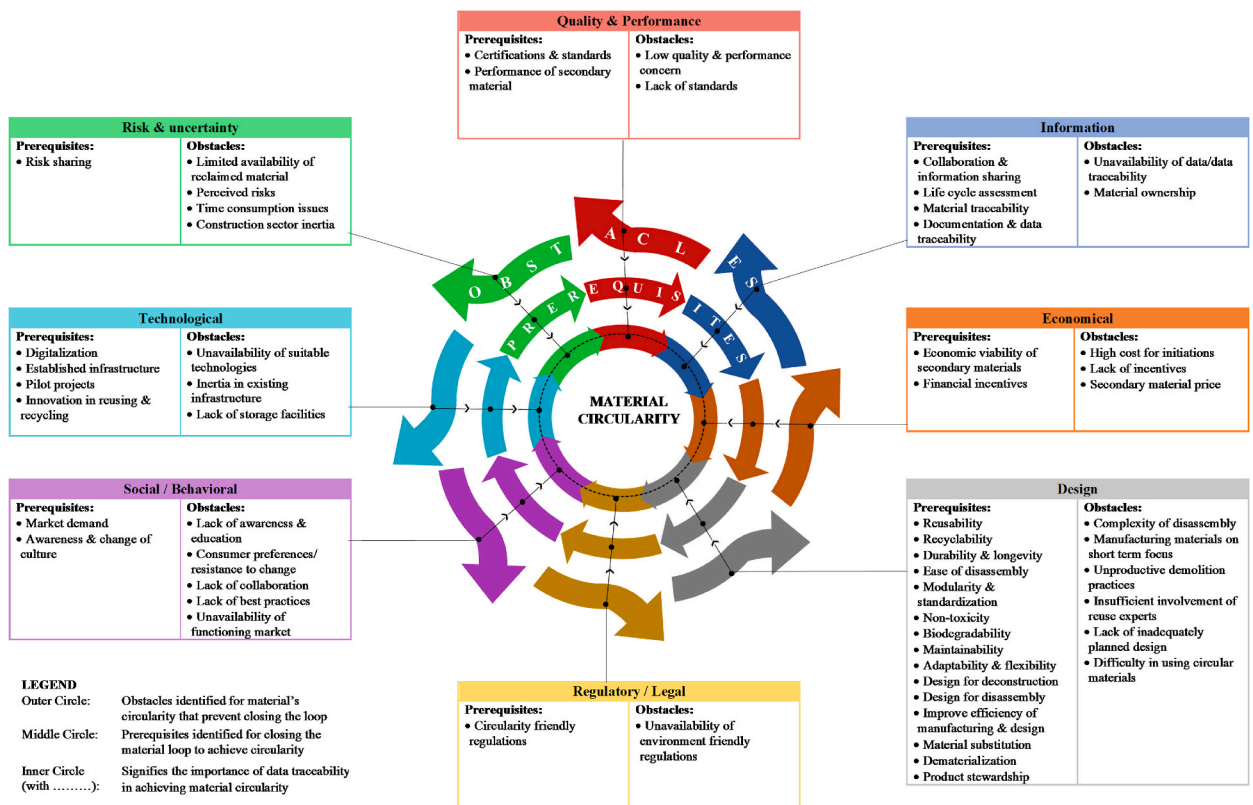 Quality & Performance
Prerequisites:
• Certifications & standards
• Performance of secondary
material
Obstacles:
• Low quality & performance
concern
• Lack of standards
Risk & uncertainty
Prerequisites:
• Risk sharing
Obstacles:
• Limited availability of
reclaimed material
• Perceived risks
• Time consumption issues
• Construction sector inertia
Information
Prerequisites:
• Collaboration &
information sharing
• Life cycle assessment
• Material traceability
• Documentation & data
traceability
Obstacles:
• Unavailability of data/data
traceability
• Material ownership
OBSTACLES
PREREQUISITES
MATERIAL
CIRCULARITY
Technological
Prerequisites:
• Digitalization
• Established infrastructure
• Pilot projects
• Innovation in reusing &
recycling
Obstacles:
• Unavailability of suitable
technologies
• Inertia in existing
infrastructure
• Lack of storage facilities
Economical
Prerequisites:
• Economic viability of
secondary materials
• Financial incentives
Obstacles:
• High cost for initiations
• Lack of incentives
• Secondary material price
Social / Behavioral
Prerequisites:
• Market demand
• Awareness & change of
culture
Obstacles:
• Lack of awareness &
education
• Consumer preferences/
resistance to change
• Lack of collaboration
• Lack of best practices
• Unavailability of
functioning market
Design
Prerequisites:
• Reusability
• Recyclability
• Durability & longevity
• Ease of disassembly
• Modularity &
standardization
• Non-toxicity
• Biodegradability
• Maintainability
• Adaptability & flexibility
• Design for deconstruction
• Design for disassembly
• Improve efficiency of
manufacturing & design
• Material substitution
• Dematerialization
• Product stewardship
Obstacles:
• Complexity of disassembly
• Manufacturing materials on
short term focus
• Unproductive demolition
practices
• Insufficient involvement of
reuse experts
• Lack of inadequately
planned design
• Difficulty in using circular
materials
Regulatory / Legal
Prerequisites:
• Circularity friendly
regulations
Obstacles:
• Unavailability of
environment friendly
regulations
LEGEND
Outer Circle: Obstacles identified for material's
circularity that prevent closing the loop
Middle Circle: Prerequisites identified for closing the
material loop to achieve circularity
Inner Circle Signifies the importance of data traceability
(with .........): in achieving material circularity